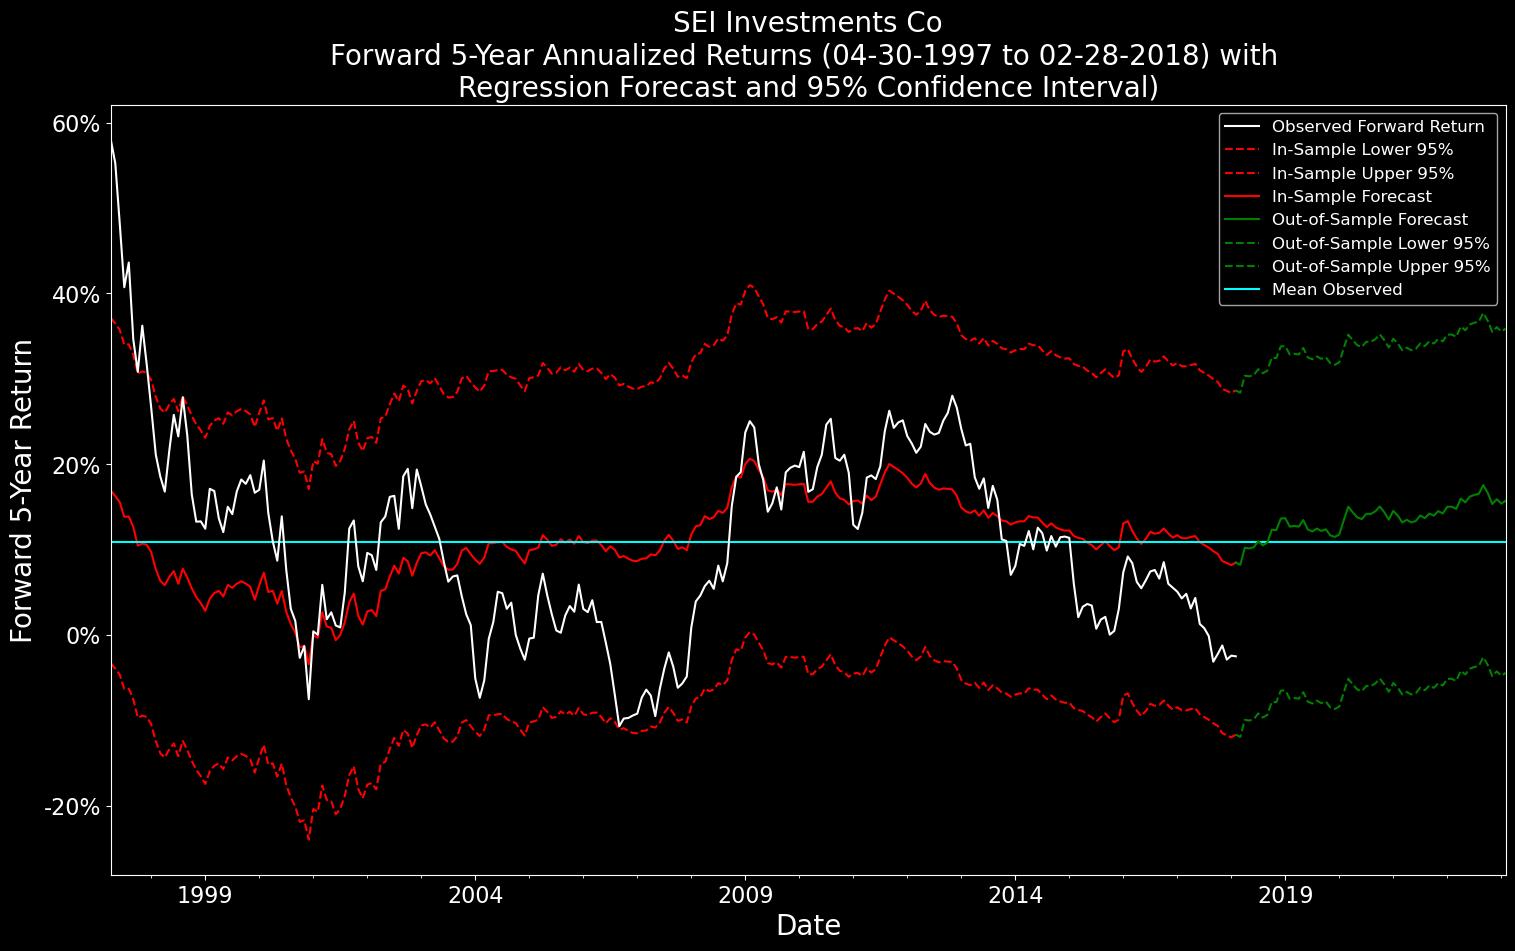 SEI Investments Co
Forward 5-Year Annualized Returns (04-30-1997 to 02-28-2018) with
Regression Forecast and 95% Confidence Interval)
Forward 5-Year Return
60%
40%
20%
0%
-20%
Observed Forward Return
In-Sample Lower 95%
In-Sample Upper 95%
In-Sample Forecast
Out-of-Sample Forecast
Out-of-Sample Lower 95%
Out-of-Sample Upper 95%
Mean Observed
1999 2004 2009 2014 2019
Date